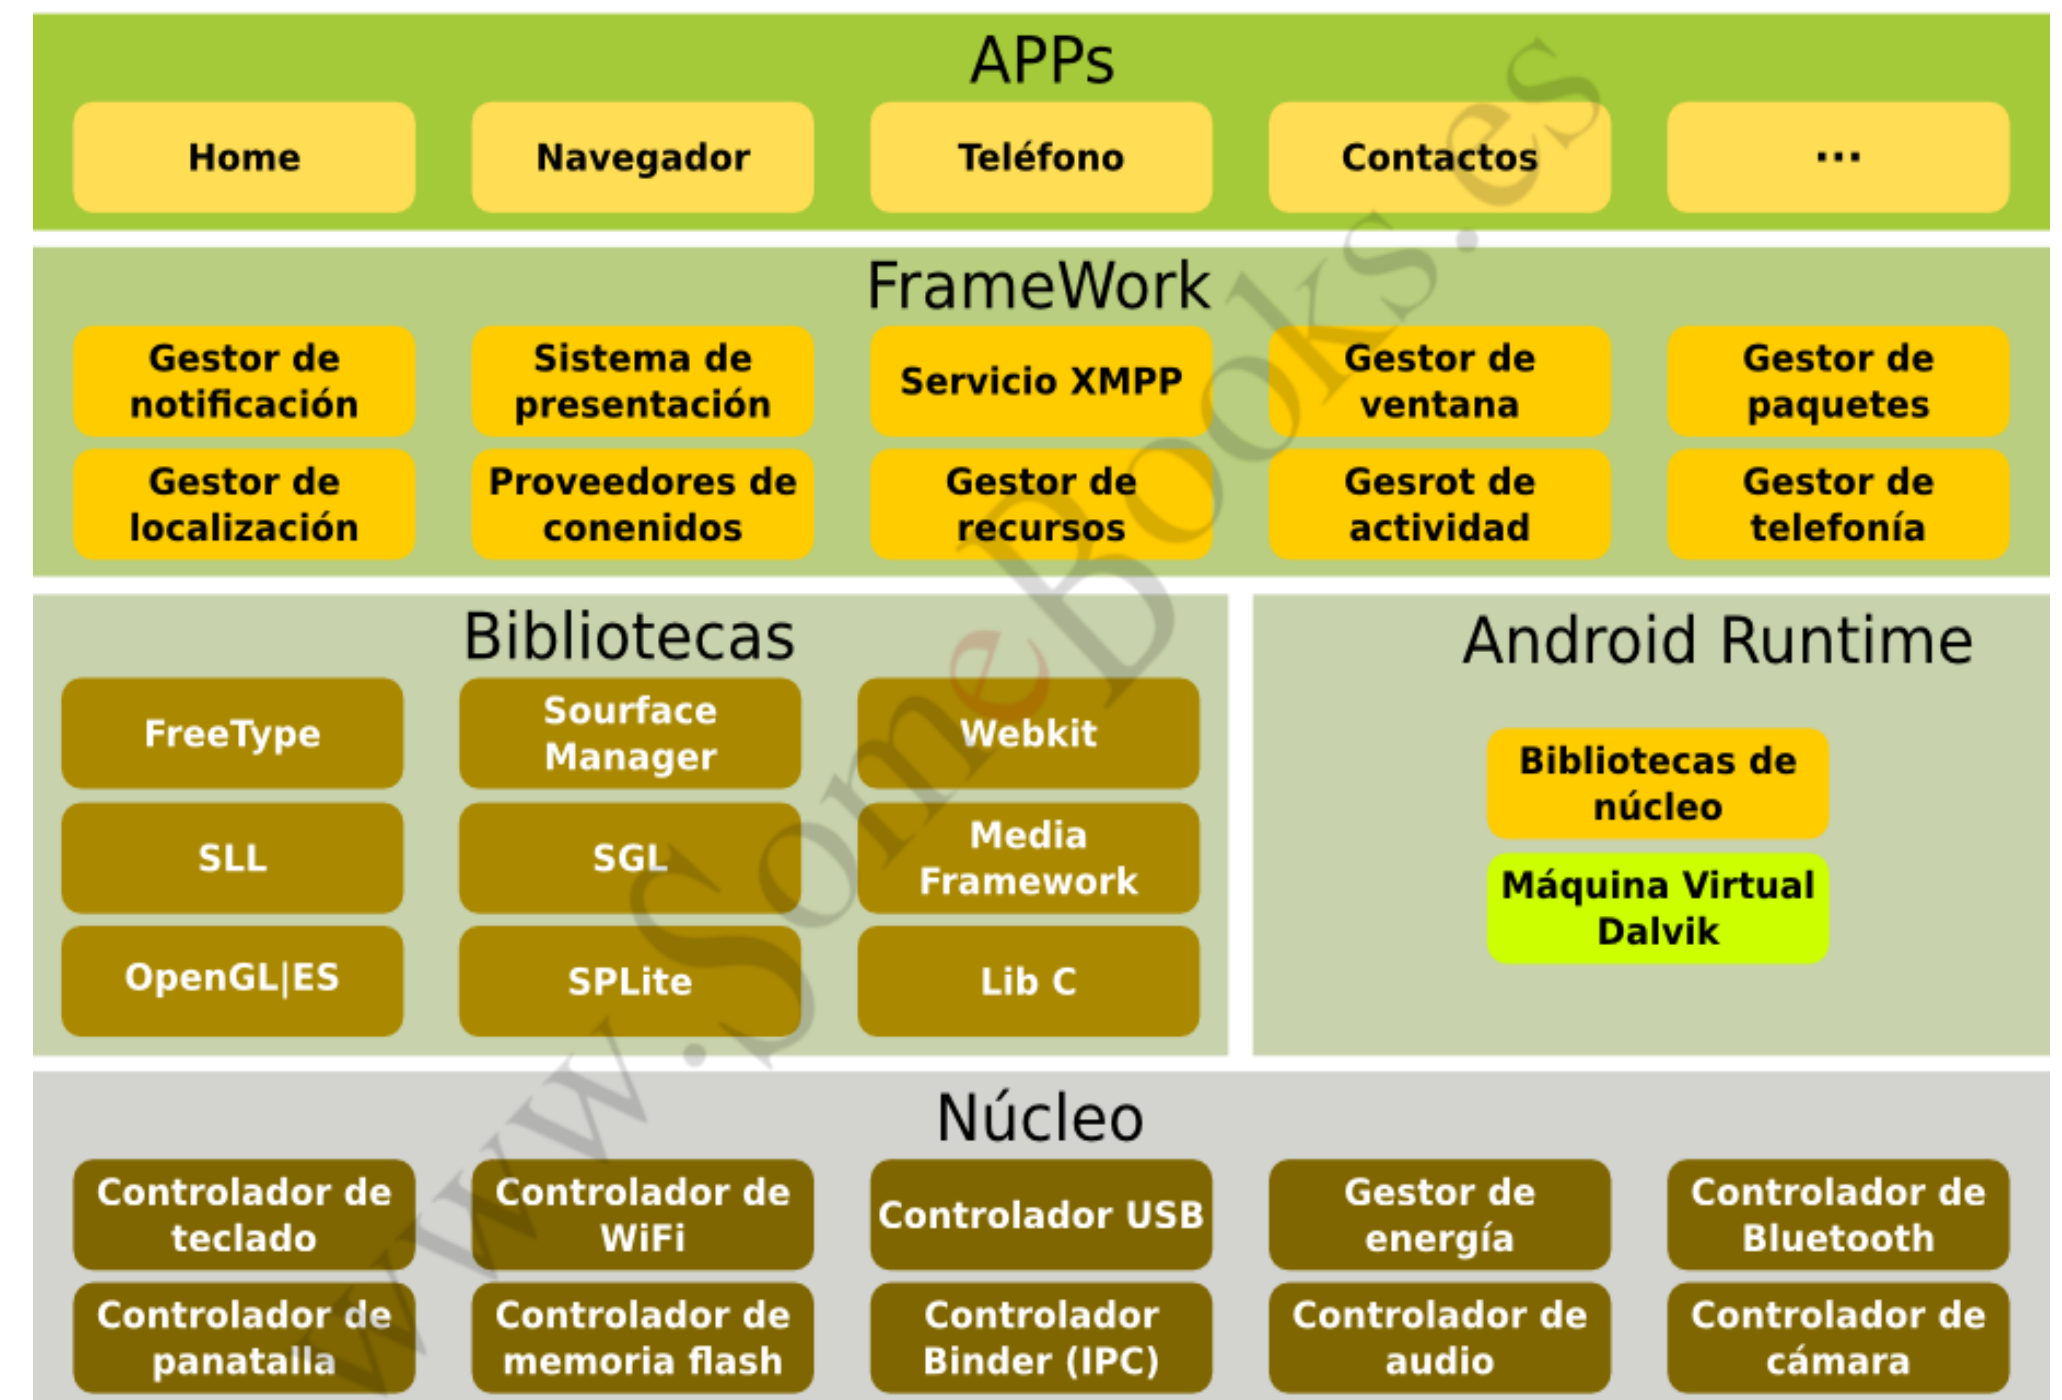 APPs
Home
Navegador
Teléfono
Contactos
...
FrameWork
Gestor de
notificación
Sistema de
presentación
Servicio XMPP
Gestor de
ventana
Gestor de
paquetes
Gestor de
localización
Proveedores de
conenidos
Gestor de
recursos
Gesrot de
actividad
Gestor de
telefonía
Bibliotecas
FreeType
Sourface
Manager
Webkit
SLL
SGL
Media
Framework
OpenGL|ES
SPLite
Lib C
Android Runtime
Bibliotecas de
núcleo
Máquina Virtual
Dalvik
Núcleo
Controlador de
teclado
Controlador de
WiFi
Controlador USB
Gestor de
energía
Controlador de
Bluetooth
Controlador de
panatalla
Controlador de
memoria flash
Controlador
Binder (IPC)
Controlador de
audio
Controlador de
cámara
www.SomeBooks.es